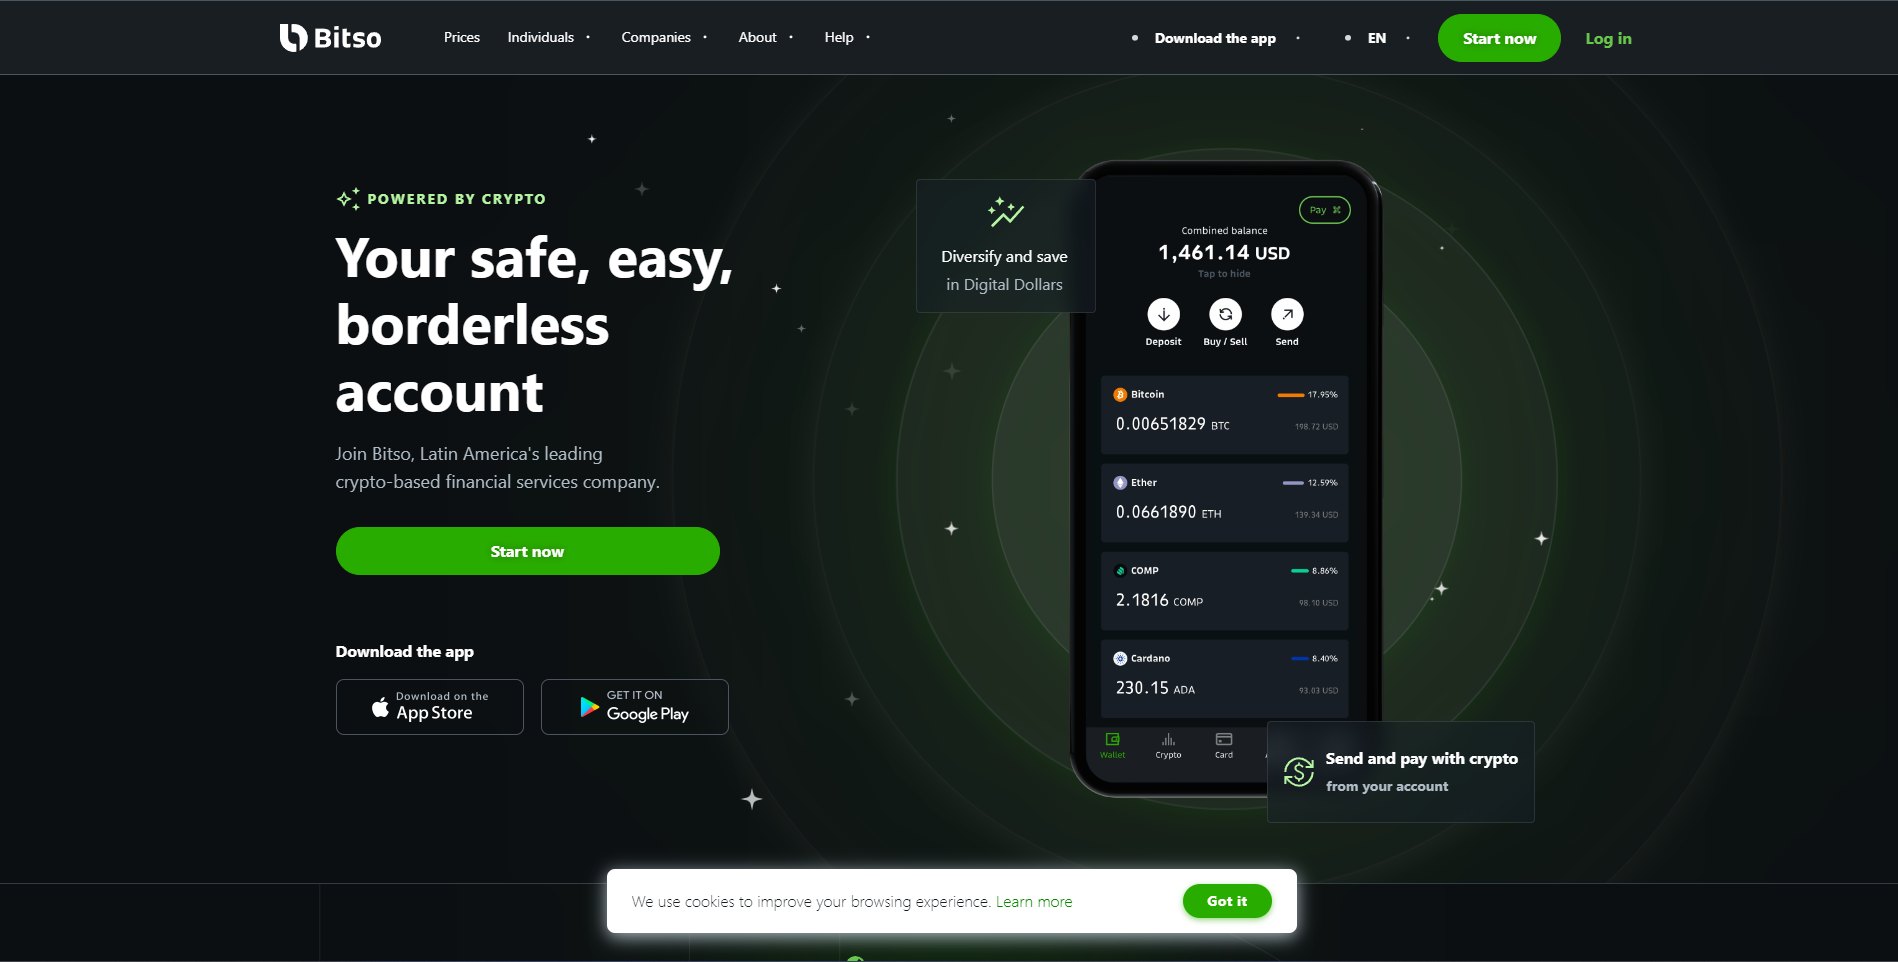 Bitso
Prices Individuals Companies About Help
Download the app EN Start now Log in
POWERED BY CRYPTO
Your safe, easy,
borderless
account
Join Bitso, Latin America's leading
crypto-based financial services company.
Start now
Download the app
Download on the
App Store
GET IT ON
Google Play
Diversify and save
in Digital Dollars
Pay
Combined balance
1,461.14 USD
Tap to hide
Deposit Buy / Sell Send
Bitcoin 17.95%
0.00651829 BTC 198.72 USD
Ether 12.59%
0.0661890 ETH 139.34 USD
COMP 8.86%
2.1816 COMP 98.10 USD
Cardano 8.40%
230.15 ADA 93.03 USD
Wallet Crypto Card
Send and pay with crypto
from your account
We use cookies to improve your browsing experience. Learn more
Got it